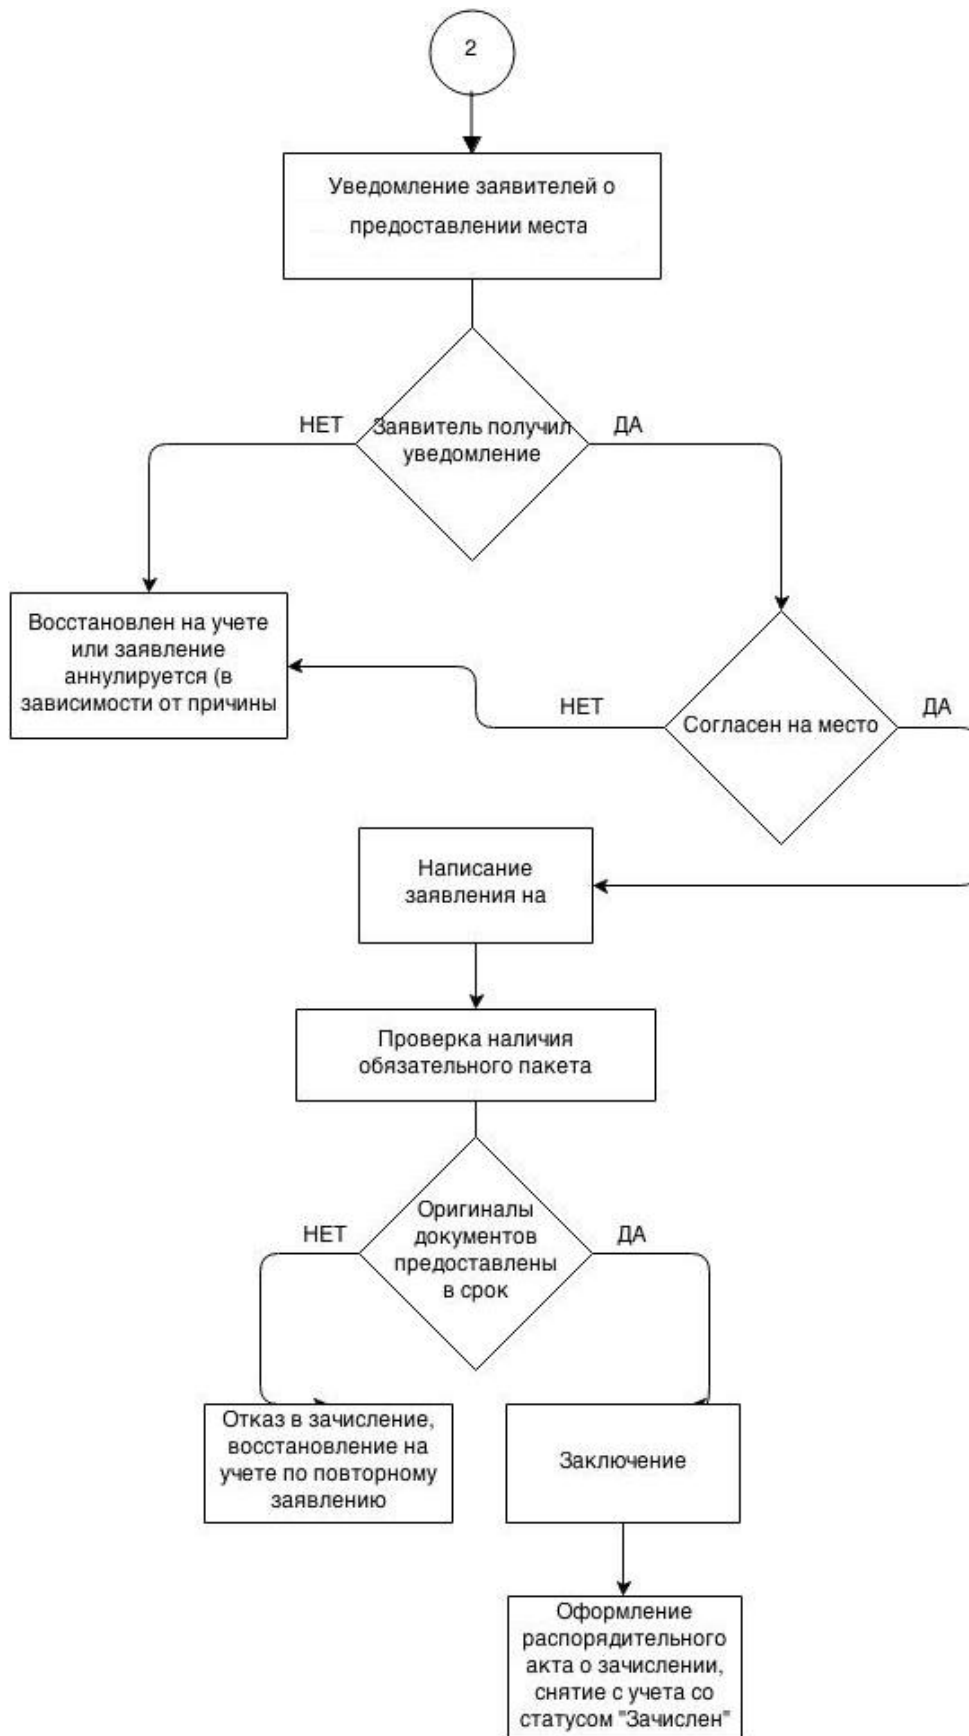 2
Уведомление заявителей о
предоставлении места
НЕТ
Заявитель получил
уведомление
ДА
Восстановлен на учете
или заявление
аннулируется (в
зависимости от причины
НЕТ
Согласен на место
ДА
Написание
заявления на
Проверка наличия
обязательного пакета
НЕТ
Оригиналы
документов
предоставлены
в срок
ДА
Отказ в зачисление,
восстановление на
учете по повторному
заявлению
Заключение
Оформление
распорядительного
акта о зачислении,
снятие с учета со
статусом "Зачислен"